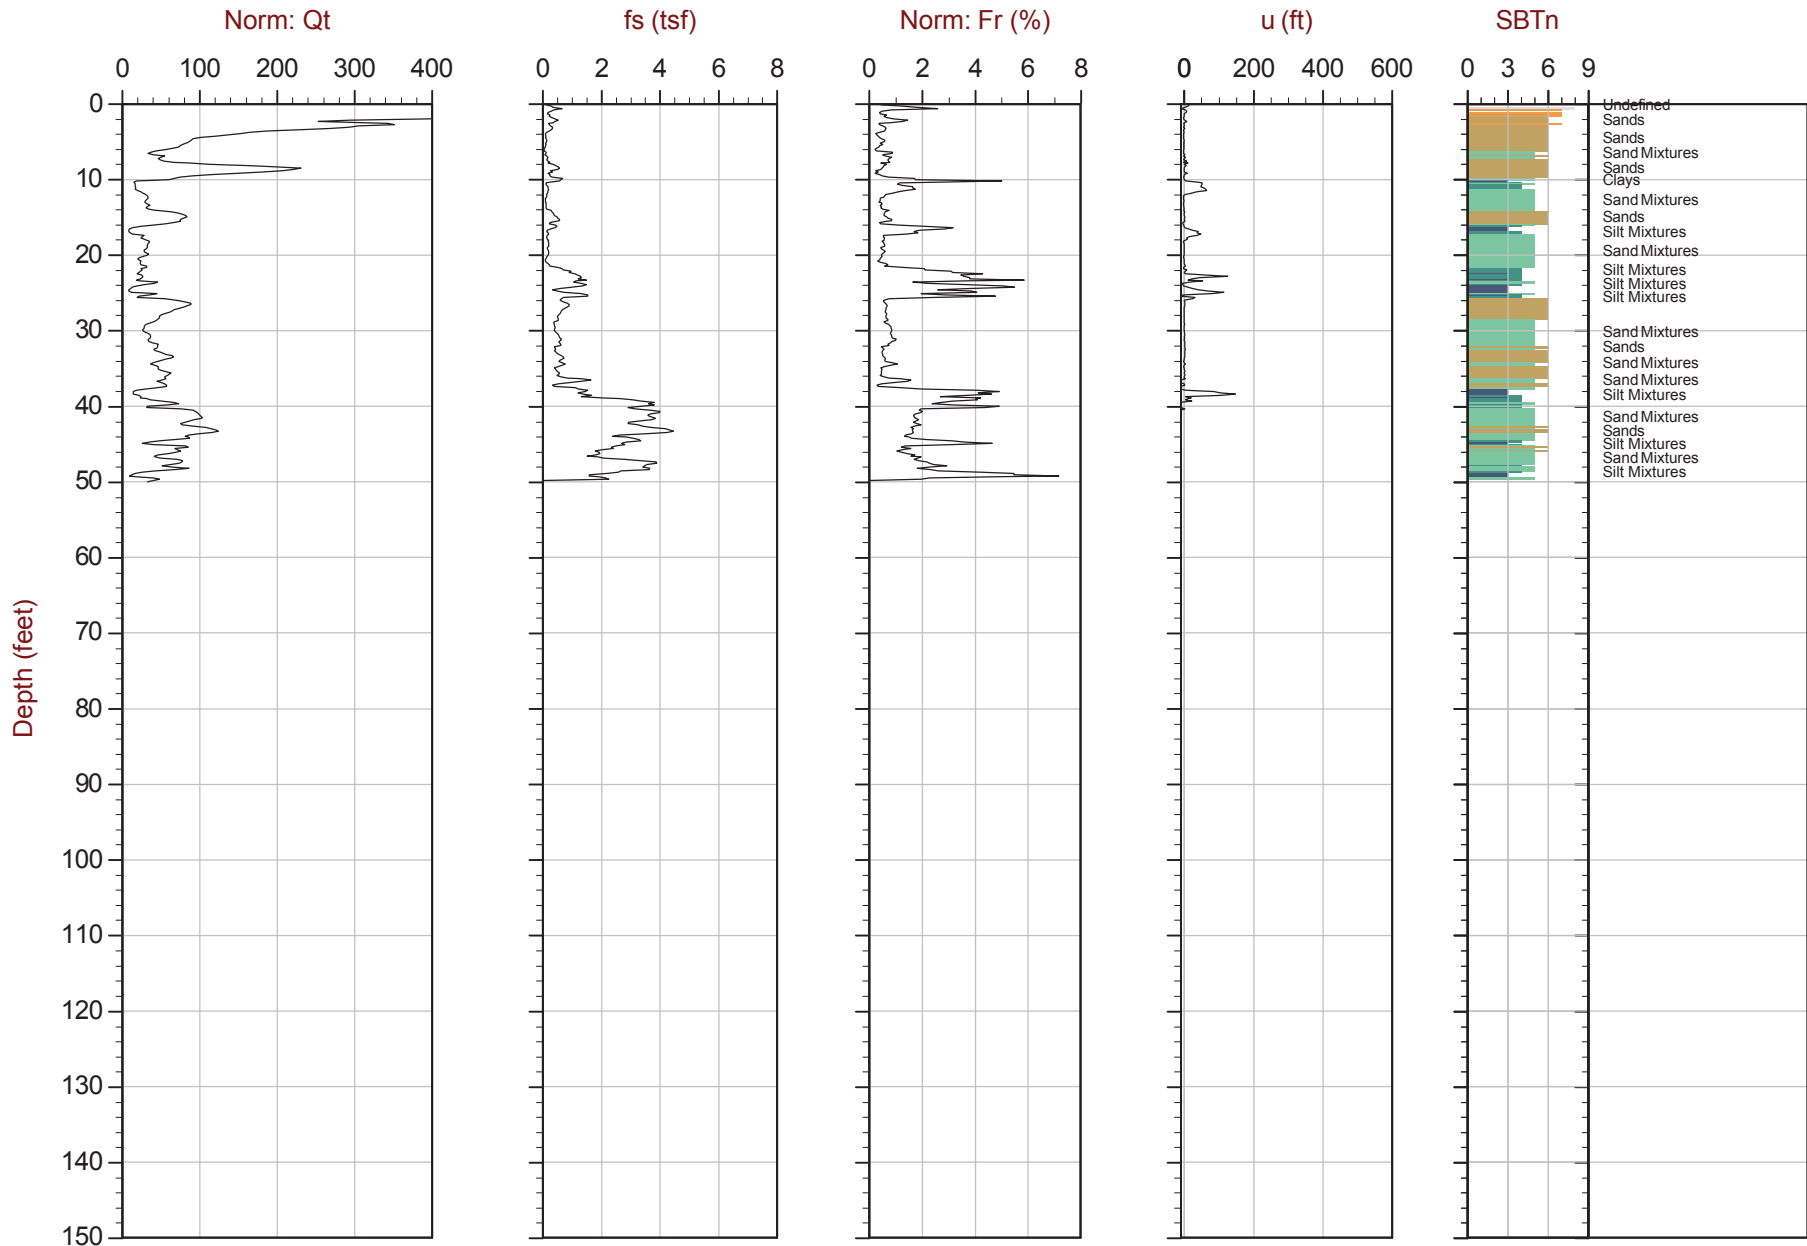 Norm: Qt fs (tsf) Norm: Fr (%) u (ft) SBTn
0 100 200 300 400 0 2 4 6 8 0 2 4 6 8 0 0 200 400 600 0 3 6 9
0 Undefined
Sands
Sands
Sand Mixtures
Sands
10 Clays
Sand Mixtures
Sands
Silt Mixtures
20 Sand Mixtures
Silt Mixtures
Silt Mixtures
Silt Mixtures
30 Sand Mixtures
Sands
Sand Mixtures
Sand Mixtures
Silt Mixtures
40 Sand Mixtures
Sands
Silt Mixtures
Sand Mixtures
Silt Mixtures
50
60
70
80
90
100
110
120
130
140
150
Depth (feet)